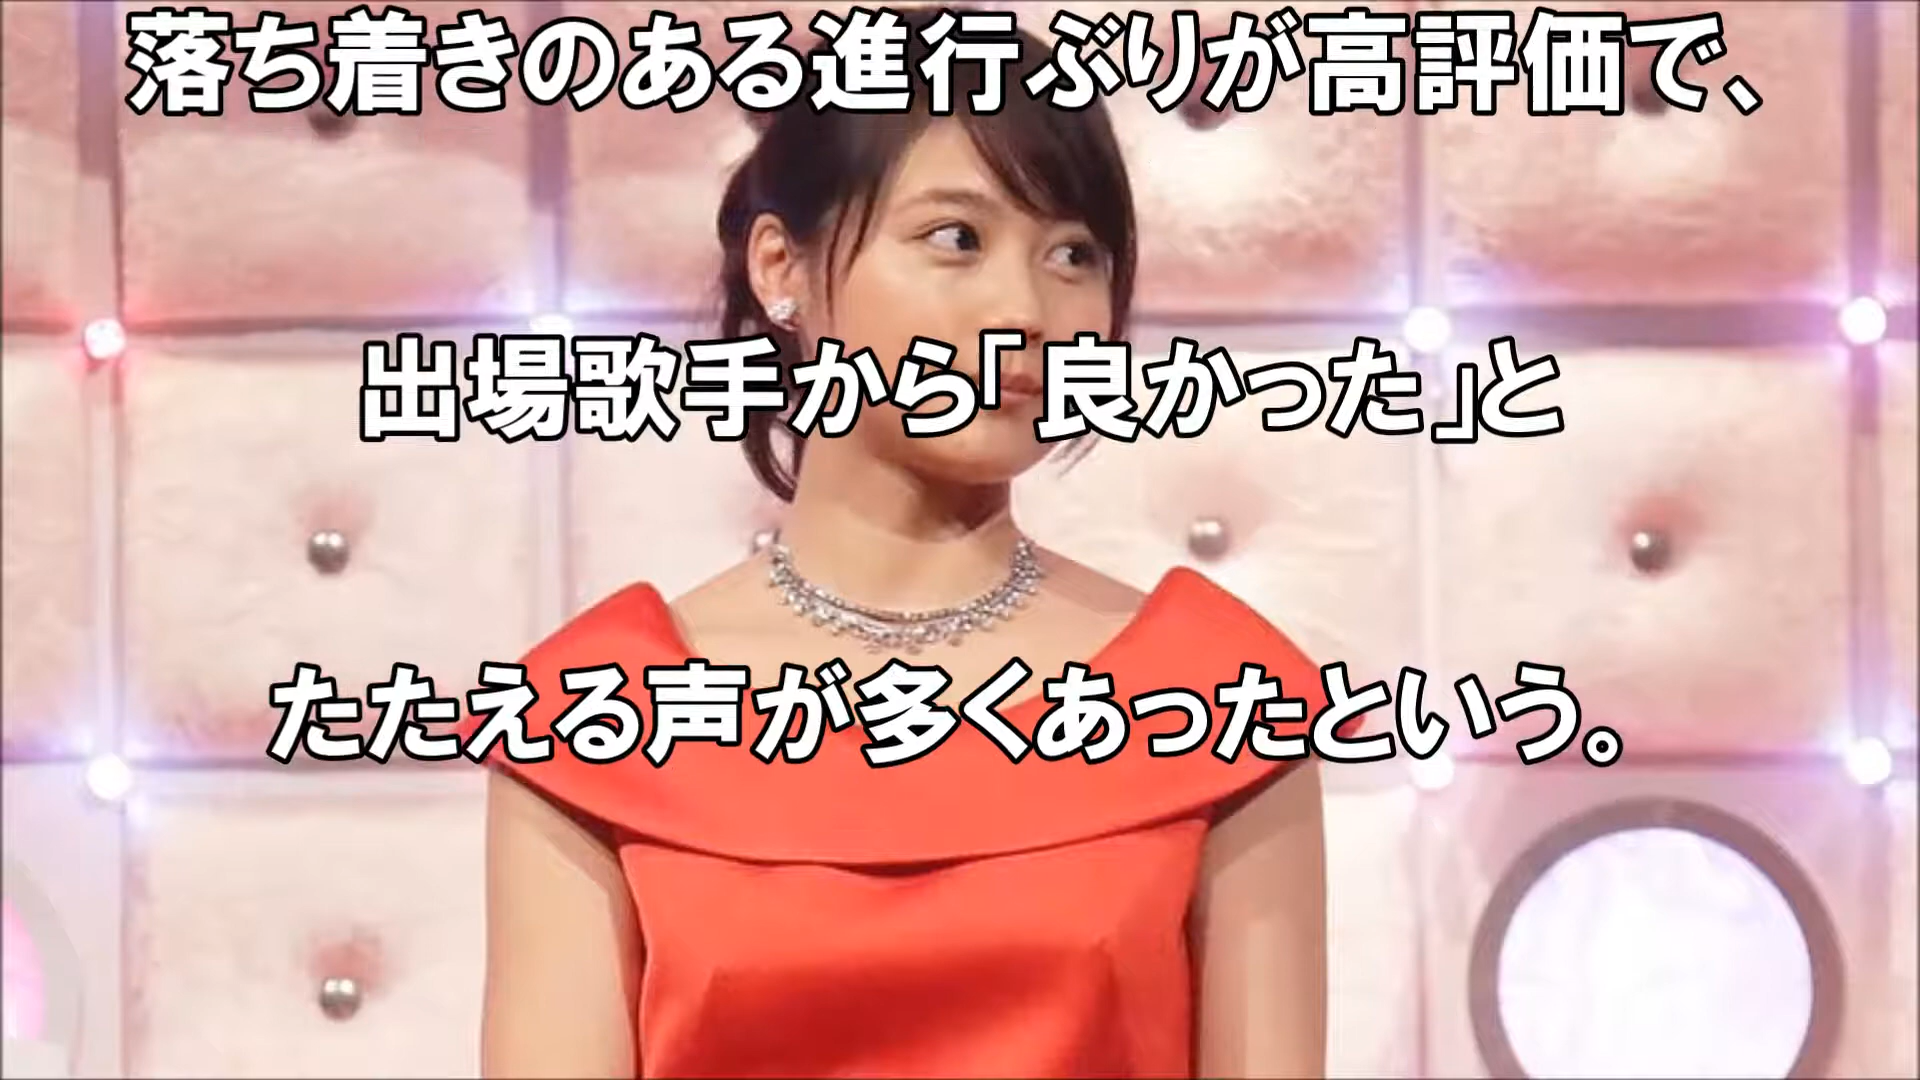 落ち着きのある進行ぶりが高評価で、
出場歌手から「良かった」と
たたえる声が多くあったという。